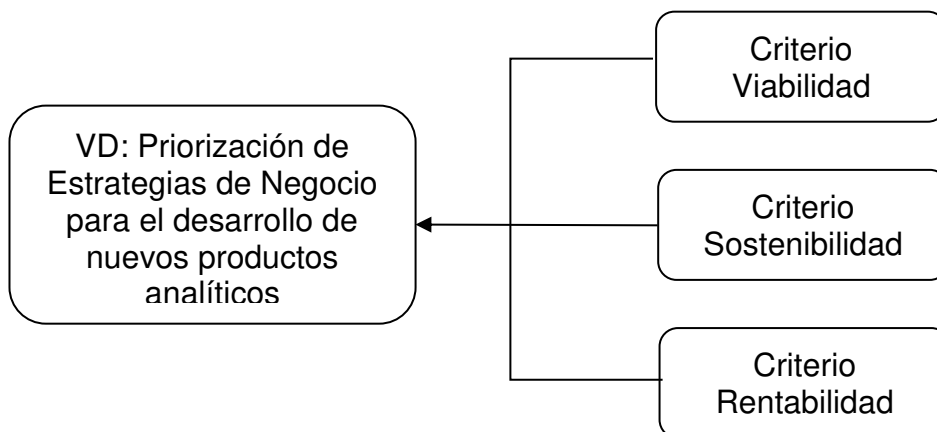 VD: Priorización de
Estrategias de Negocio
para el desarrollo de
nuevos productos
analíticos
Criterio
Viabilidad
Criterio
Sostenibilidad
Criterio
Rentabilidad